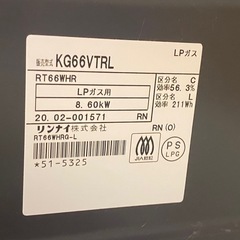 販売型式 KG66VTRL LPガス
RT66WHR
LPガス用
8.60kW
区分名 C
効率56.3%
区分名 L
効率 211Wh
20.02-001571 RN
リンナイ株式会社 RN (O)
RT66WHRG-L
*51-5325
JIA認証
PS
LPG